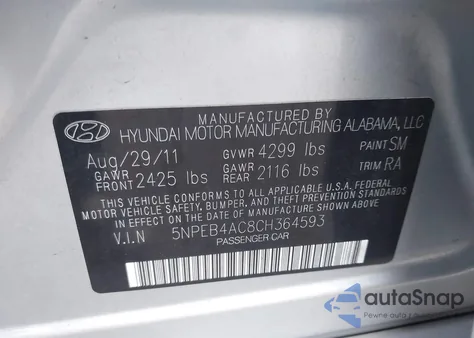 MANUFACTURED BY
HYUNDAI MOTOR MANUFACTURING ALABAMA, LLC
Aug/29/11 GVWR 4299 lbs PAINT SM
GAWR FRONT 2425 lbs GAWR REAR 2116 lbs TRIM RA
THIS VEHICLE CONFORMS TO ALL APPLICABLE U.S.A. FEDERAL
MOTOR VEHICLE SAFETY, BUMPER, AND THEFT PREVENTION STANDARDS
IN EFFECT ON THE DATE OF MANUFACTURE SHOWN ABOVE.
V.I.N 5NPEB4AC8CH364593
PASSENGER CAR
autoSnap
Pewne auta z